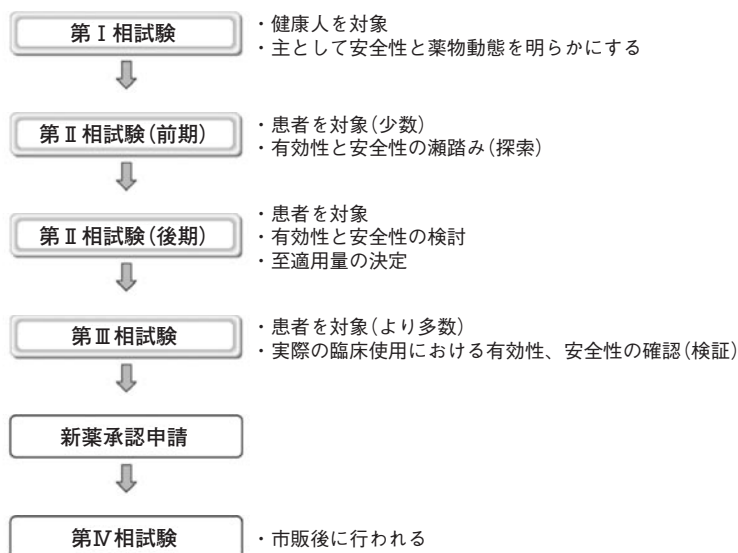 第Ⅰ相試験
・健康人を対象
・主として安全性と薬物動態を明らかにする
第Ⅱ相試験(前期)
・患者を対象(少数)
・有効性と安全性の瀬踏み(探索)
第Ⅱ相試験(後期)
・患者を対象
・有効性と安全性の検討
・至適用量の決定
第Ⅲ相試験
・患者を対象(より多数)
・実際の臨床使用における有効性、安全性の確認(検証)
新薬承認申請
第Ⅳ相試験
・市販後に行われる